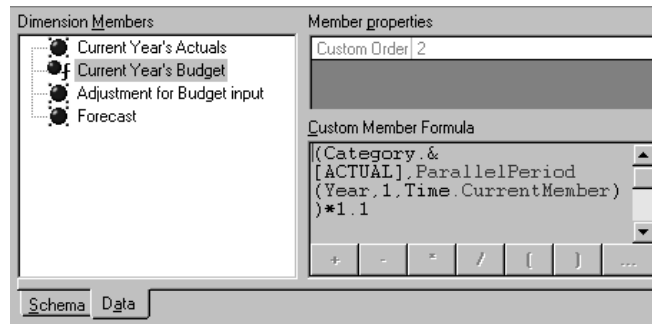 Dimension Members
Current Year's Actuals
Current Year's Budget
Adjustment for Budget input
Forecast
Member properties
Custom Order 2
Custom Member Formula
(Category.&
[ACTUAL],ParallelPeriod
(Year,1,Time.CurrentMember)
)*1.1
+ - * / ( ) ...
Schema Data